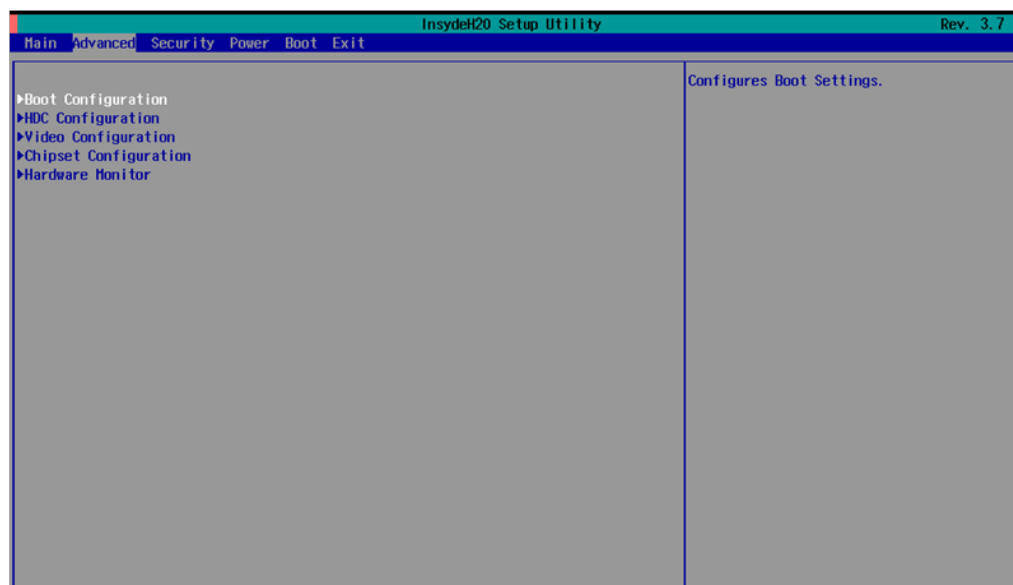 InsydeH20 Setup Utility Rev. 3.7
Main Advanced Security Power Boot Exit
Configures Boot Settings.
▶Boot Configuration
▶HDC Configuration
▶Video Configuration
▶Chipset Configuration
▶Hardware Monitor